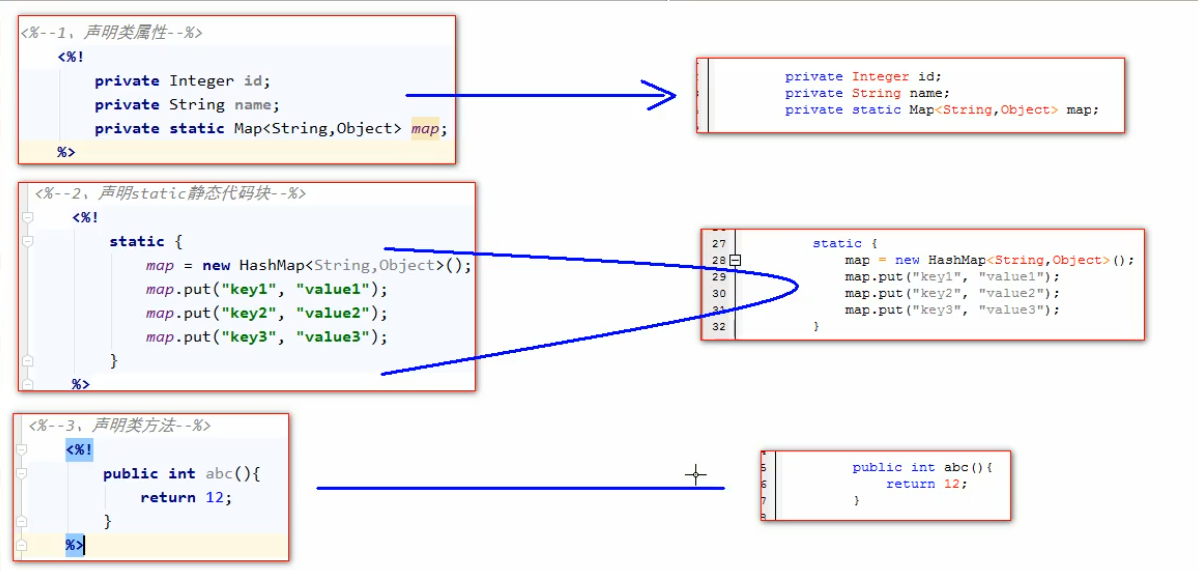 <%--1、声明类属性--%>
<%!
private Integer id;
private String name;
private static Map<String,Object> map;
%>
private Integer id;
private String name;
private static Map<String,Object> map;
<%--2、声明static静态代码块--%>
<%!
static {
map = new HashMap<String,Object>();
map.put("key1", "value1");
map.put("key2", "value2");
map.put("key3", "value3");
}
%>
27 static {
28 map = new HashMap<String,Object>();
29 map.put("key1", "value1");
30 map.put("key2", "value2");
31 map.put("key3", "value3");
32 }
<%--3、声明类方法--%>
<%!
public int abc(){
return 12;
}
%>
5 public int abc(){
6 return 12;
7 }